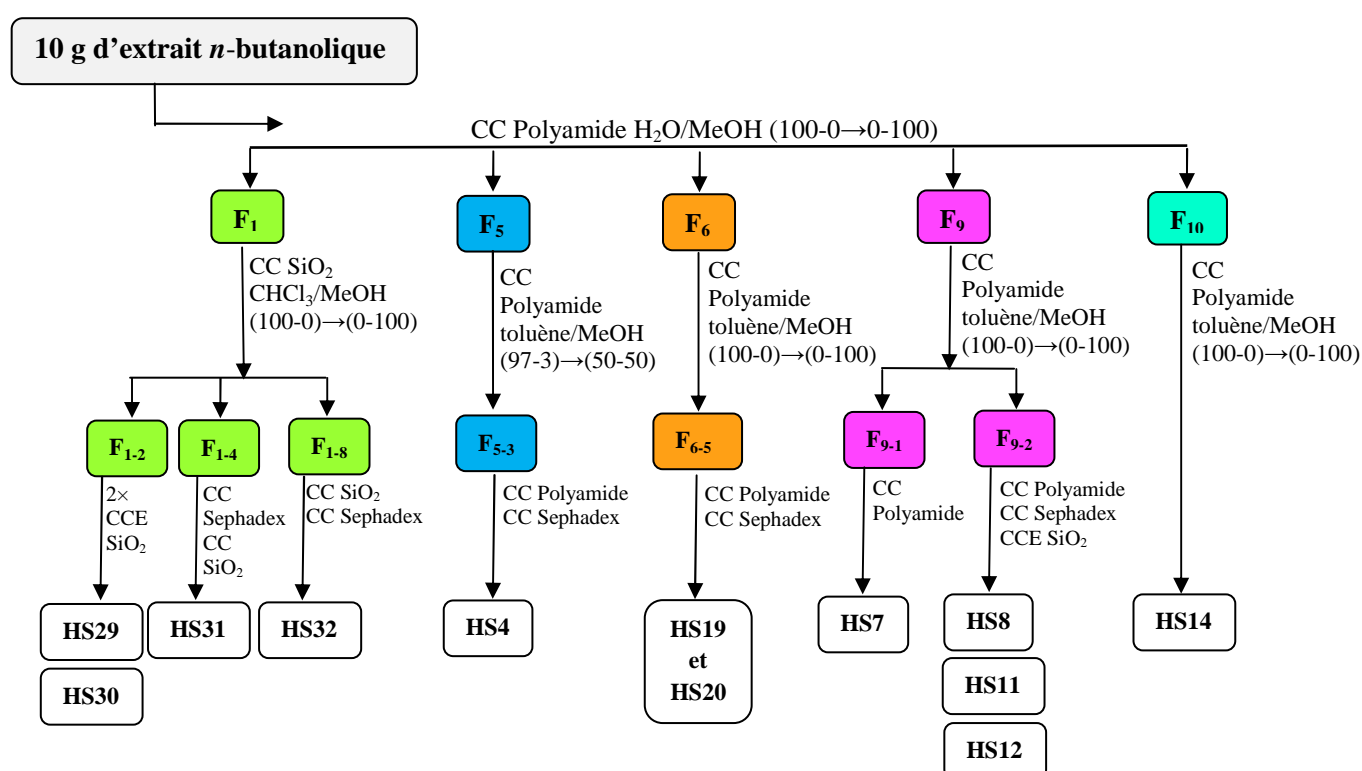 10 g d’extrait n-butanolique
CC Polyamide H₂O/MeOH (100-0→0-100)
F₁
F₅
F₆
F₉
F₁₀
CC SiO₂
CHCl₃/MeOH
(100-0)→(0-100)
CC
Polyamide
toluène/MeOH
(97-3)→(50-50)
CC
Polyamide
toluène/MeOH
(100-0)→(0-100)
CC
Polyamide
toluène/MeOH
(100-0)→(0-100)
CC
Polyamide
toluène/MeOH
(100-0)→(0-100)
F₁₋₂
F₁₋₄
F₁₋₈
F₅₋₃
F₆₋₅
F₉₋₁
F₉₋₂
2×
CCE
SiO₂
CC
Sephadex
CC
SiO₂
CC SiO₂
CC Sephadex
CC Polyamide
CC Sephadex
CC Polyamide
CC Sephadex
CC
Polyamide
CC Polyamide
CC Sephadex
CCE SiO₂
HS29
HS30
HS31
HS32
HS4
HS19
et
HS20
HS7
HS8
HS11
HS12
HS14